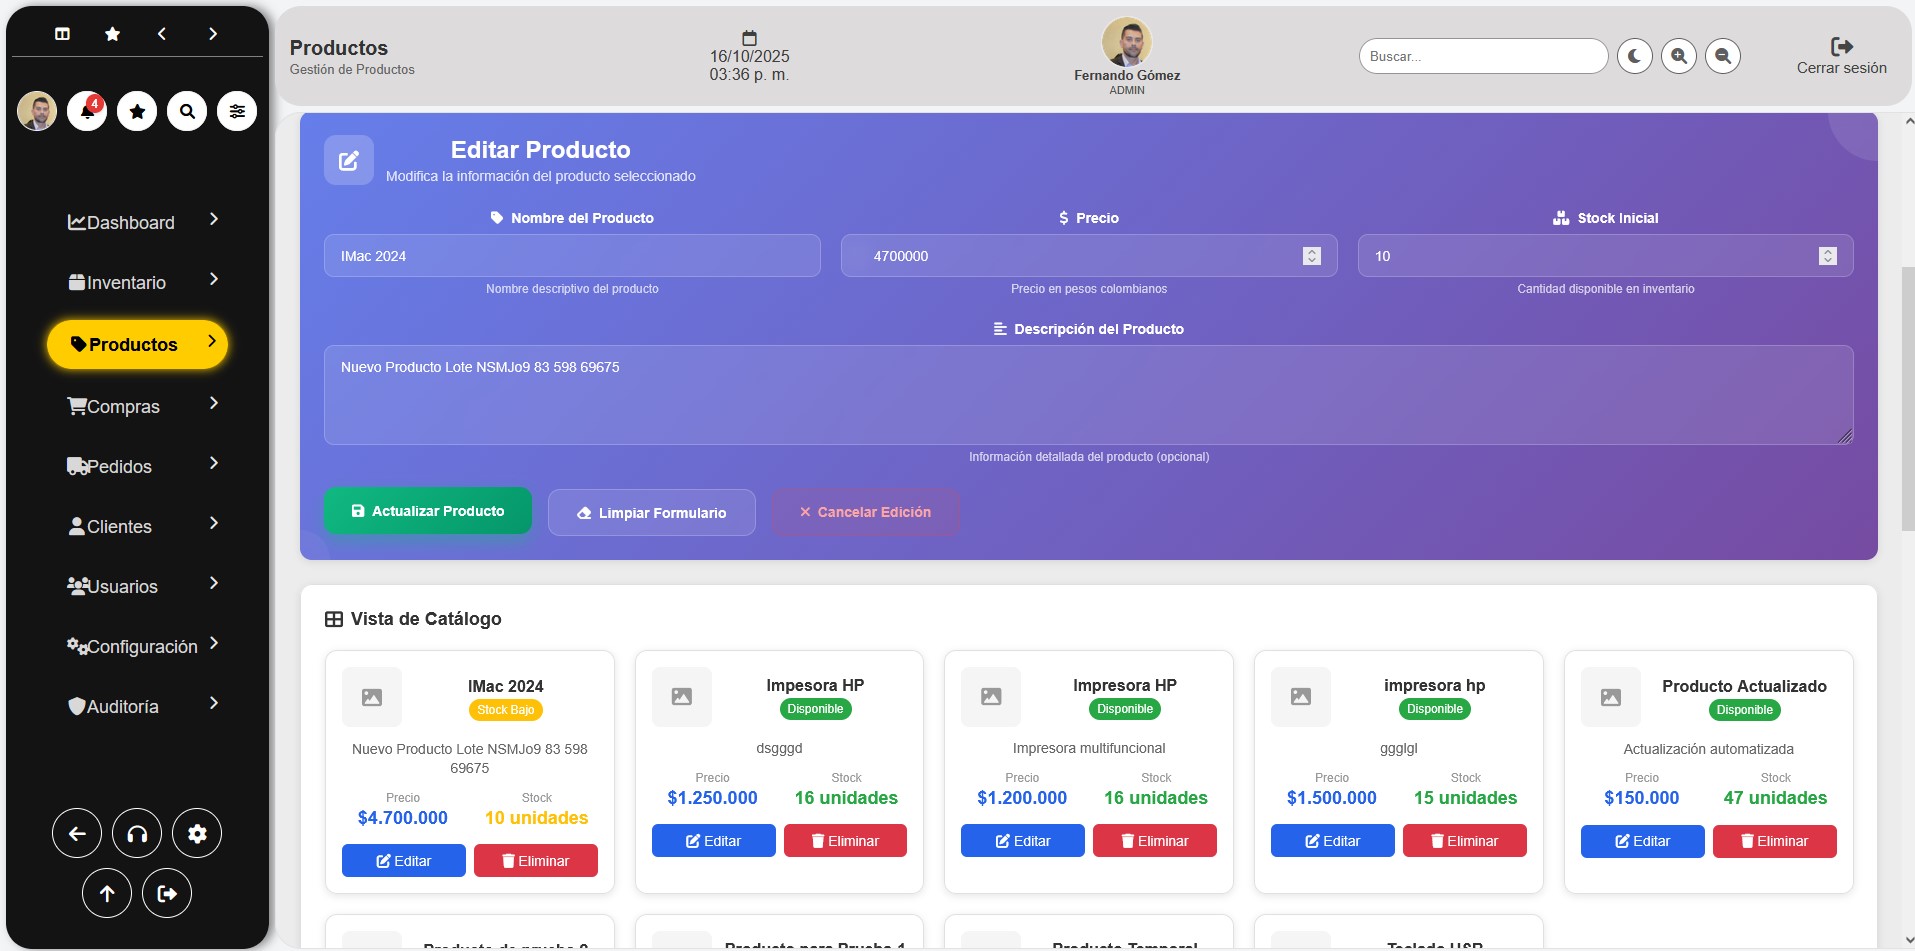 4
Dashboard
Inventario
Productos
Compras
Pedidos
Clientes
Usuarios
Configuración
Auditoría
Productos
Gestión de Productos
16/10/2025
03:36 p. m.
Fernando Gómez
ADMIN
Buscar...
Cerrar sesión
Editar Producto
Modifica la información del producto seleccionado
Nombre del Producto
$ Precio
Stock Inicial
IMac 2024
4700000
10
Nombre descriptivo del producto
Precio en pesos colombianos
Cantidad disponible en inventario
Descripción del Producto
Nuevo Producto Lote NSMJo9 83 598 69675
Información detallada del producto (opcional)
Actualizar Producto
Limpiar Formulario
Cancelar Edición
Vista de Catálogo
IMac 2024
Stock Bajo
Nuevo Producto Lote NSMJo9 83 598
69675
Precio
Stock
$4.700.000
10 unidades
Editar
Eliminar
Impesora HP
Disponible
dsgggd
Precio
Stock
$1.250.000
16 unidades
Editar
Eliminar
Impresora HP
Disponible
Impresora multifuncional
Precio
Stock
$1.200.000
16 unidades
Editar
Eliminar
impresora hp
Disponible
ggglgl
Precio
Stock
$1.500.000
15 unidades
Editar
Eliminar
Producto Actualizado
Disponible
Actualización automatizada
Precio
Stock
$150.000
47 unidades
Editar
Eliminar
Producto para Prueba 1
Producto Temporal
Teclado USB